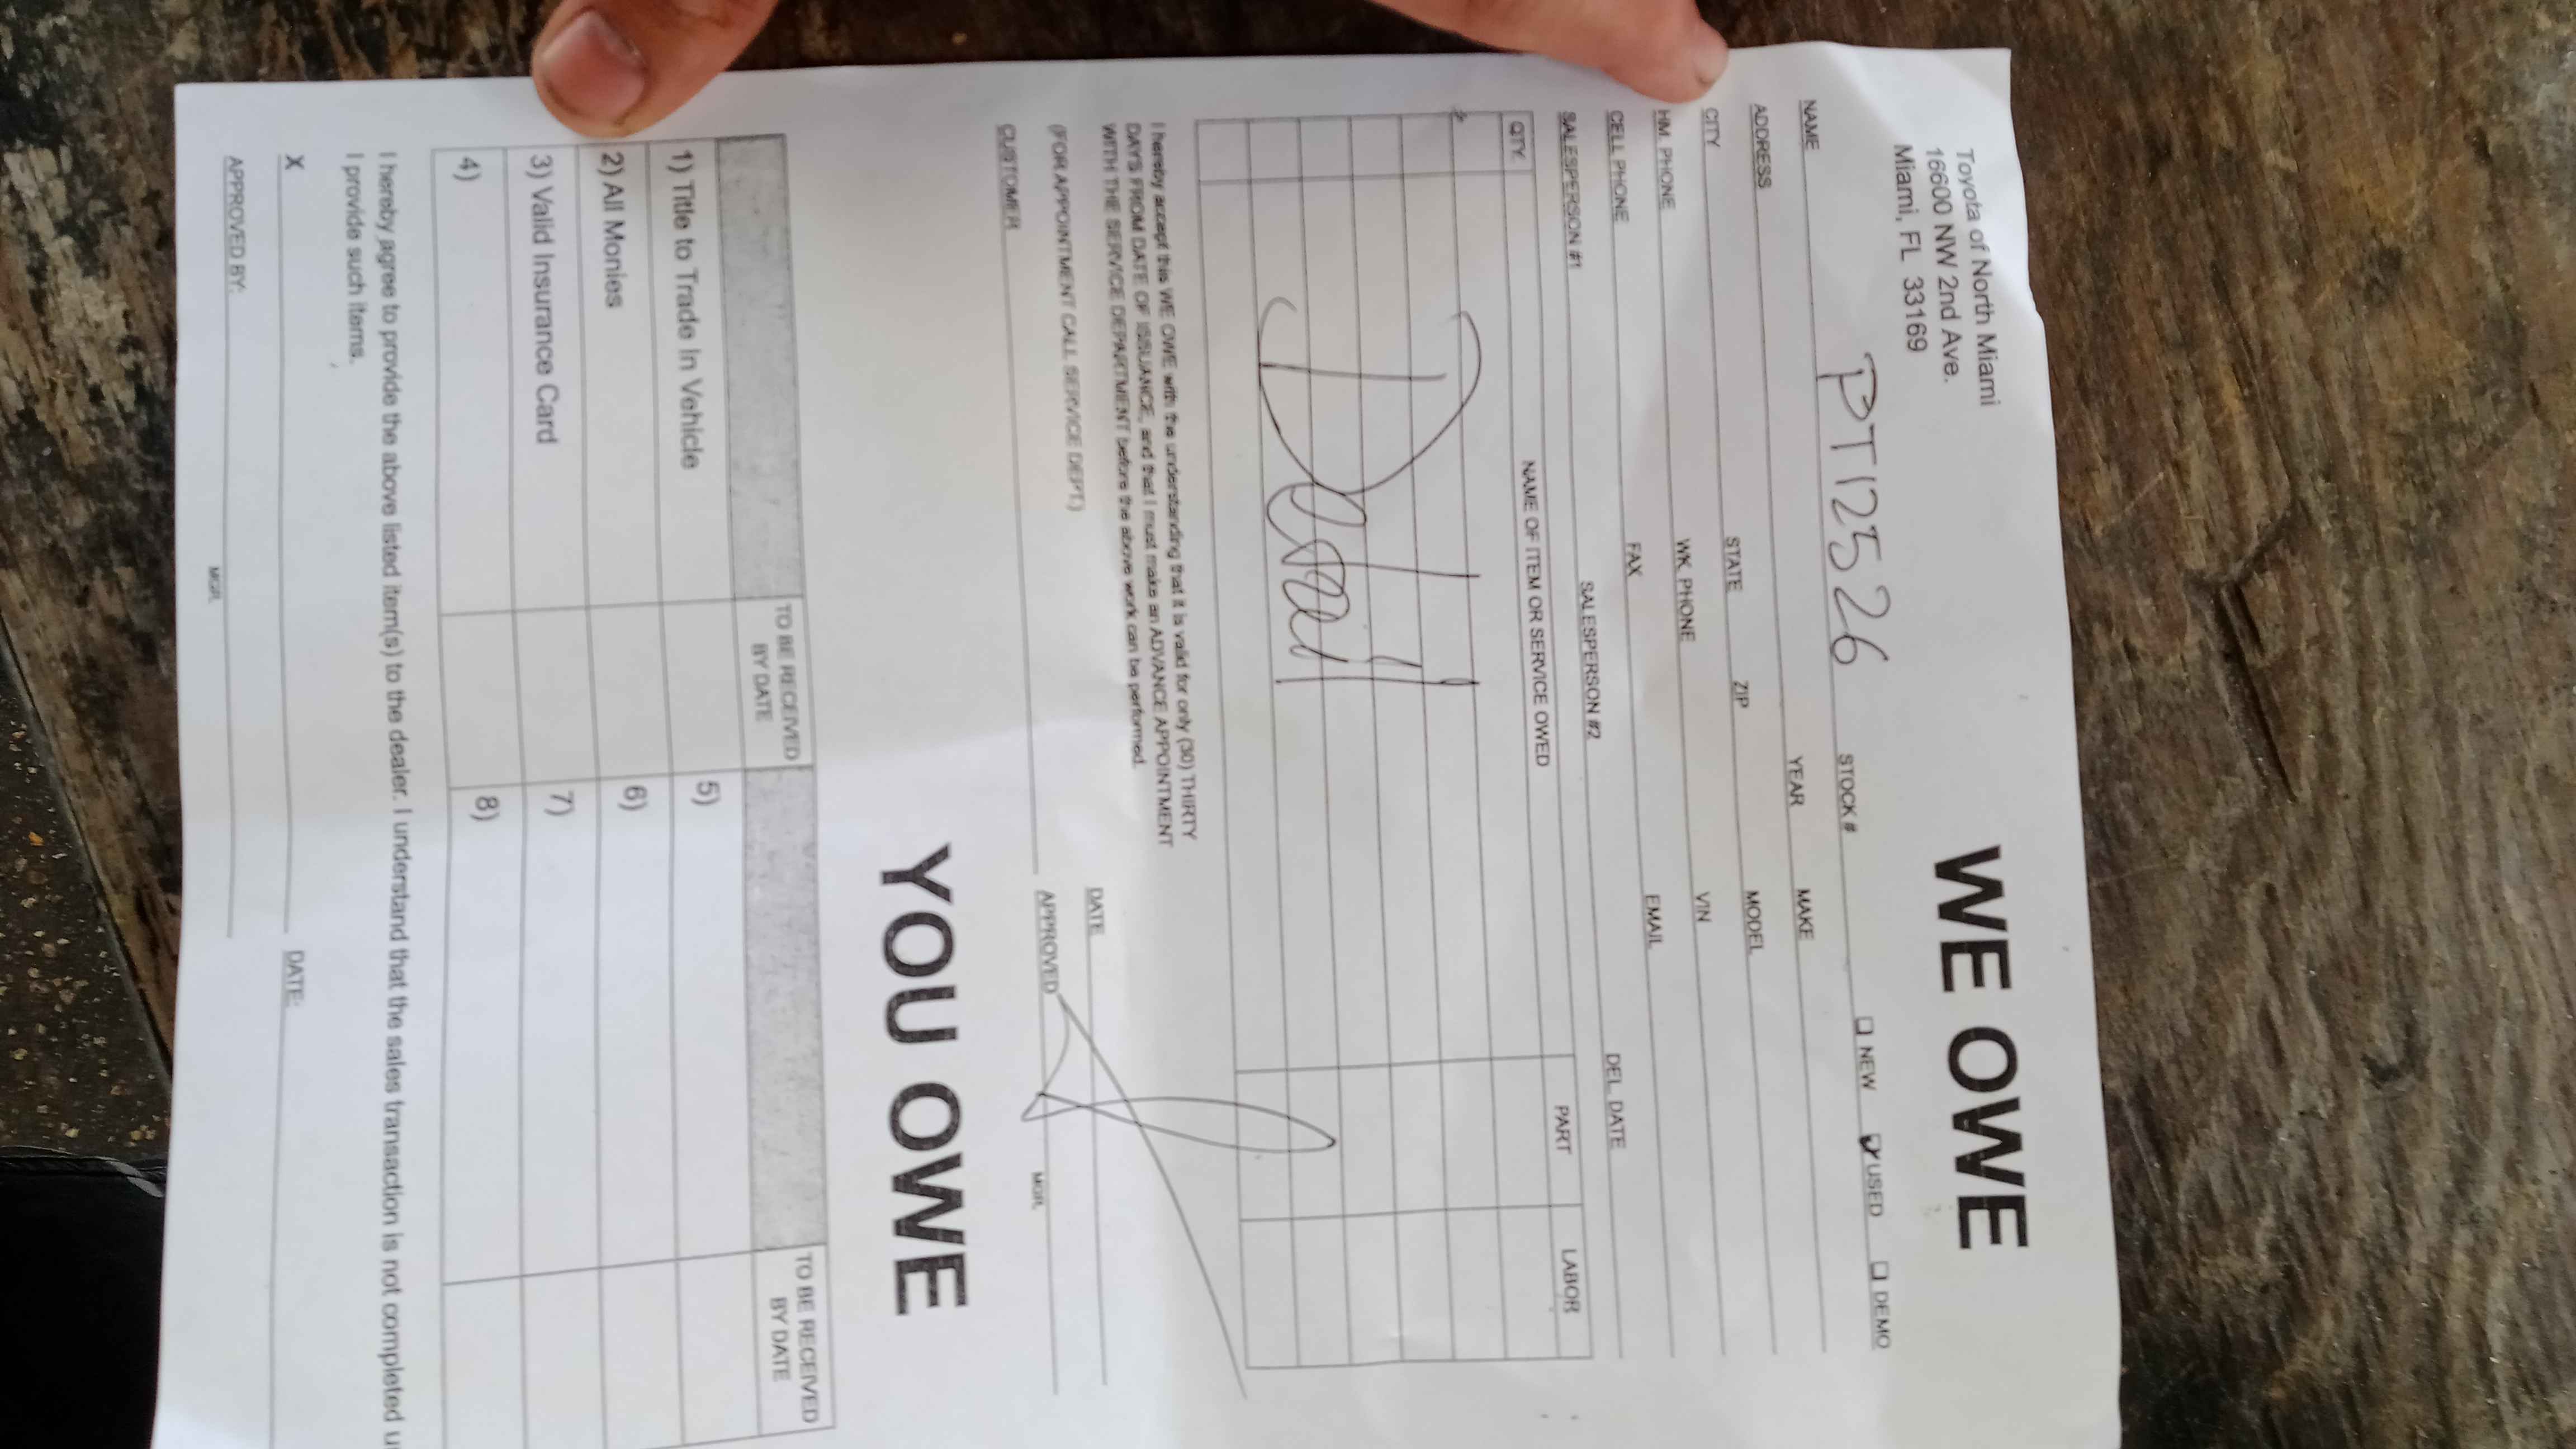 Toyota of North Miami
16600 NW 2nd Ave.
Miami, FL 33169
WE OWE
PT12526
NAME STOCK # ☐ NEW ☑ USED ☐ DEMO
ADDRESS YEAR MAKE
CITY STATE ZIP MODEL
HM. PHONE WK. PHONE VIN
CELL PHONE FAX EMAIL
SALESPERSON #1 SALESPERSON #2 DEL. DATE
QTY. NAME OF ITEM OR SERVICE OWED PART LABOR
Detail
I hereby accept this WE OWE with the understanding that it is valid for only (30) THIRTY
DAYS FROM DATE OF ISSUANCE, and that I must make an ADVANCE APPOINTMENT
WITH THE SERVICE DEPARTMENT before the above work can be performed.
DATE
(FOR APPOINTMENT CALL SERVICE DEPT.)
CUSTOMER APPROVED
MGR.
YOU OWE
TO BE RECEIVED BY DATE TO BE RECEIVED BY DATE
1) Title to Trade In Vehicle 5)
2) All Monies 6)
3) Valid Insurance Card 7)
4) 8)
I hereby agree to provide the above listed item(s) to the dealer. I understand that the sales transaction is not completed
I provide such items.
X DATE:
APPROVED BY:
MGR.